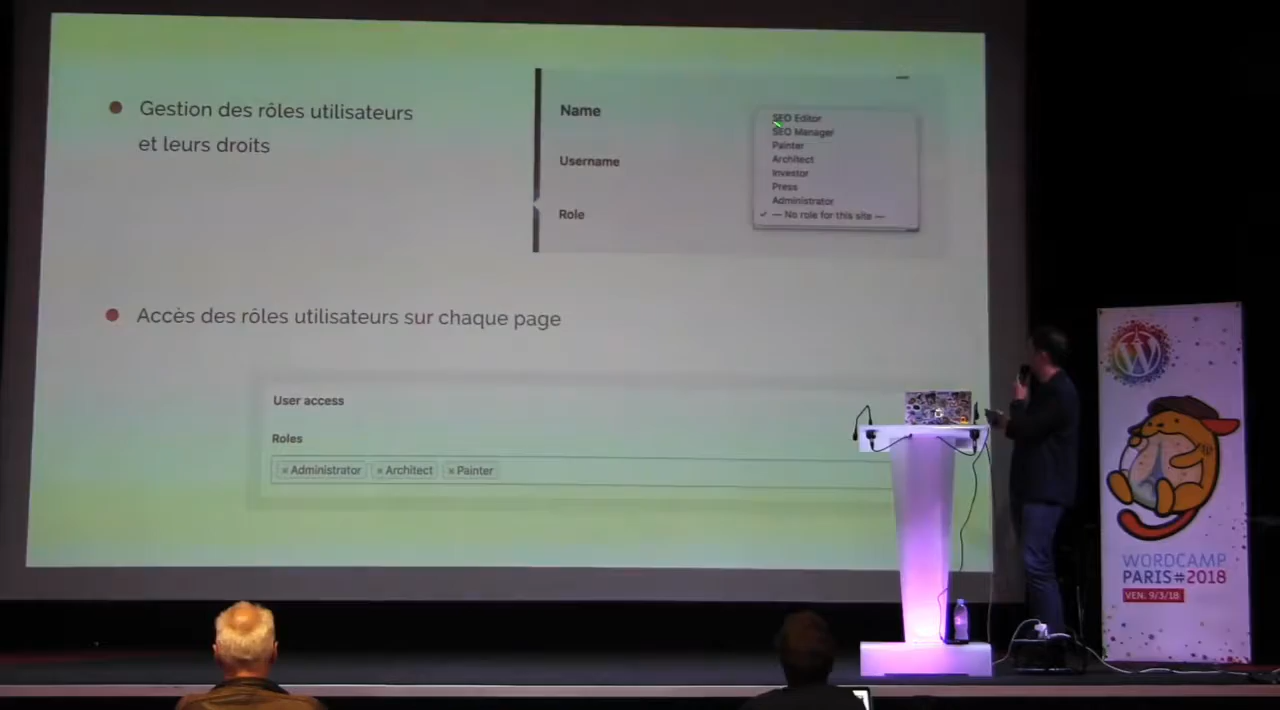 Gestion des rôles utilisateurs
et leurs droits
Name
Username
Role
SEO Editor
SEO Manager
Painter
Architect
Investor
Press
Administrator
✓ — No role for this site —
Accès des rôles utilisateurs sur chaque page
User access
Roles
× Administrator × Architect × Painter
WORDCAMP
PARIS#2018
VEN. 9/3/18